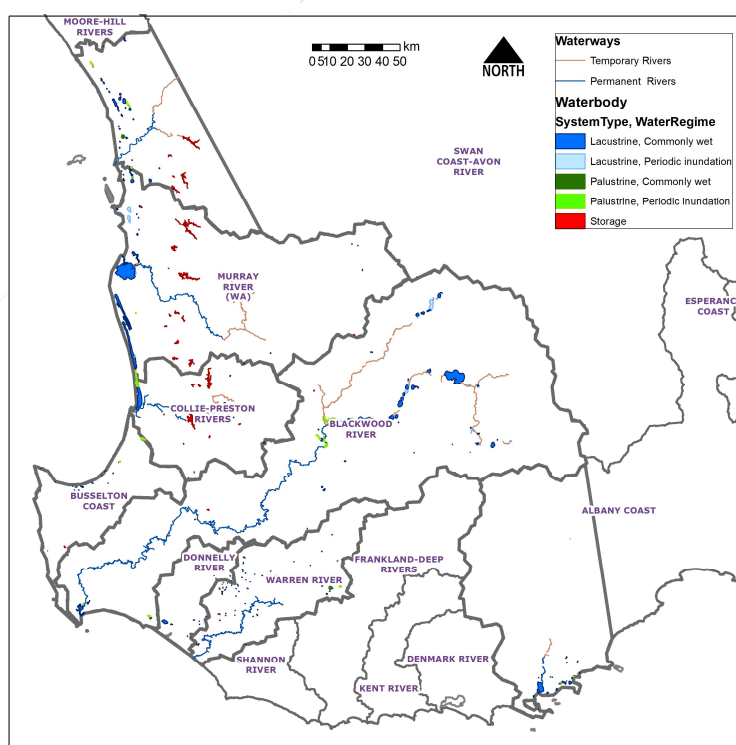 MOORE-HILL
RIVERS
km
0 5 10 20 30 40 50
NORTH
Waterways
Temporary Rivers
Permanent Rivers
Waterbody
SystemType, WaterRegime
Lacustrine, Commonly wet
Lacustrine, Periodic inundation
Palustrine, Commonly wet
Palustrine, Periodic inundation
Storage
SWAN
COAST-AVON
RIVER
MURRAY
RIVER
(WA)
ESPERANC
COAST
COLLIE-PRESTON
RIVERS
BLACKWOOD
RIVER
BUSSELTON
COAST
ALBANY COAST
DONNELLY
RIVER
FRANKLAND-DEEP
RIVERS
WARREN RIVER
SHANNON
RIVER
DENMARK RIVER
KENT RIVER